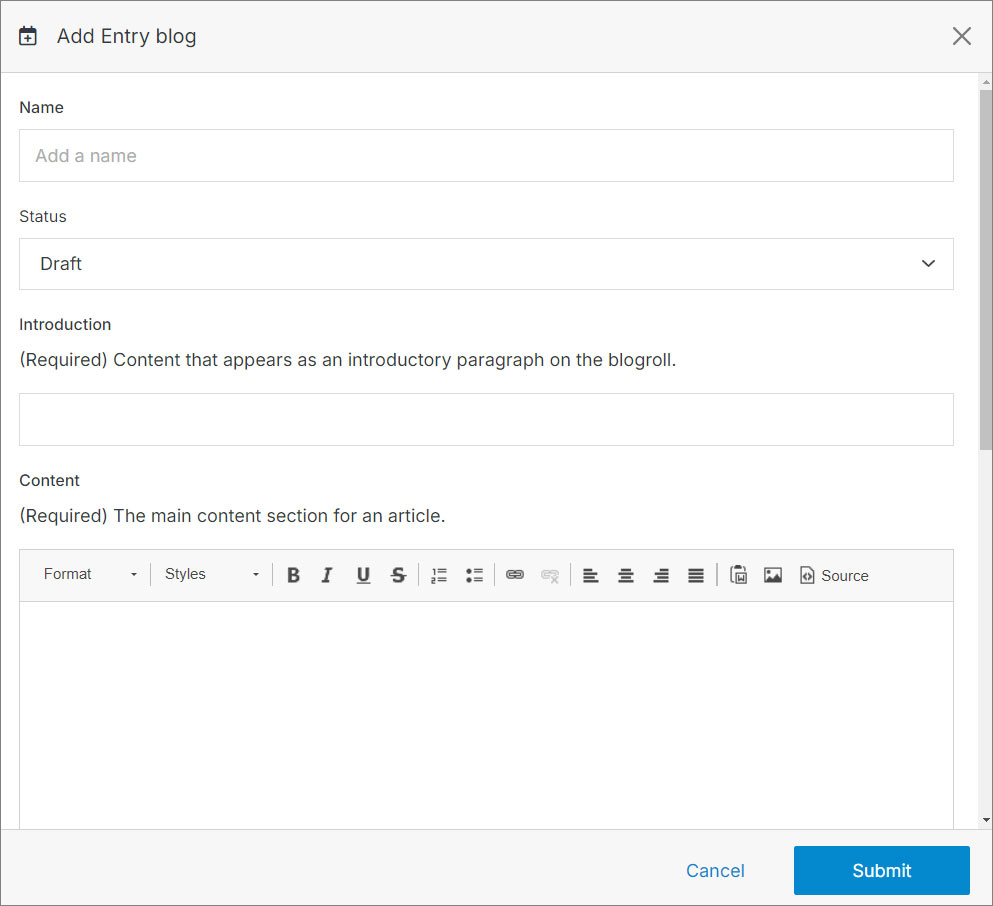 Add Entry blog
Name
Add a name
Status
Draft
Introduction
(Required) Content that appears as an introductory paragraph on the blogroll.
Content
(Required) The main content section for an article.
Format Styles B I U S Source
Cancel Submit